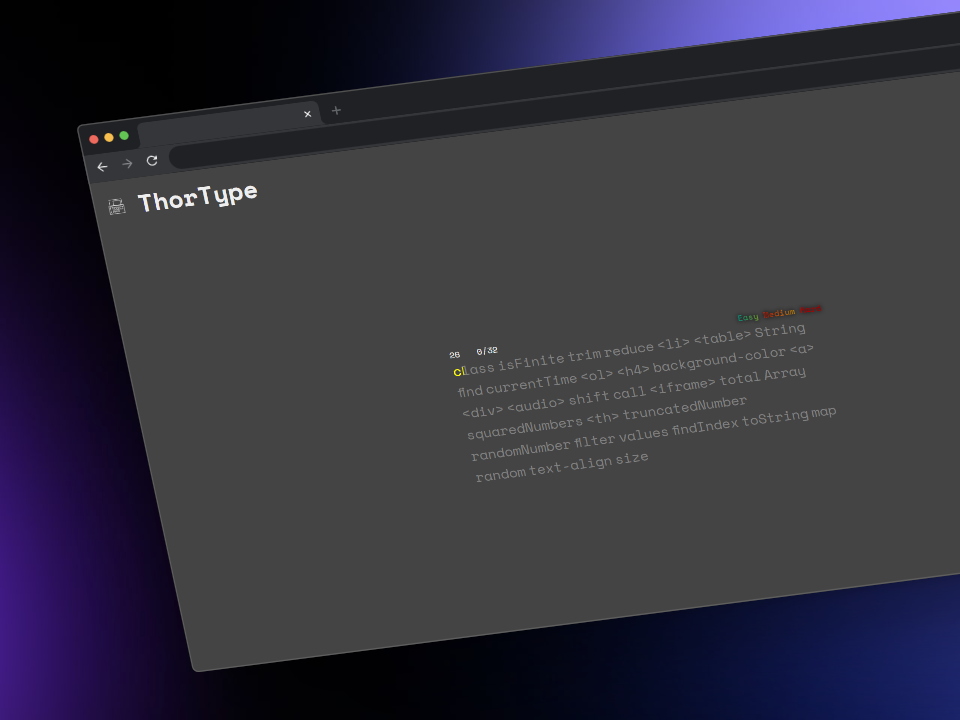 ThorType
Easy Medium Hard
26 0/32
class isFinite trim reduce <li> <table> String
find currentTime <ol> <h4> background-color <a>
<div> <audio> shift call <iframe> total Array
squaredNumbers <th> truncatedNumber
randomNumber filter values findIndex toString map
random text-align size